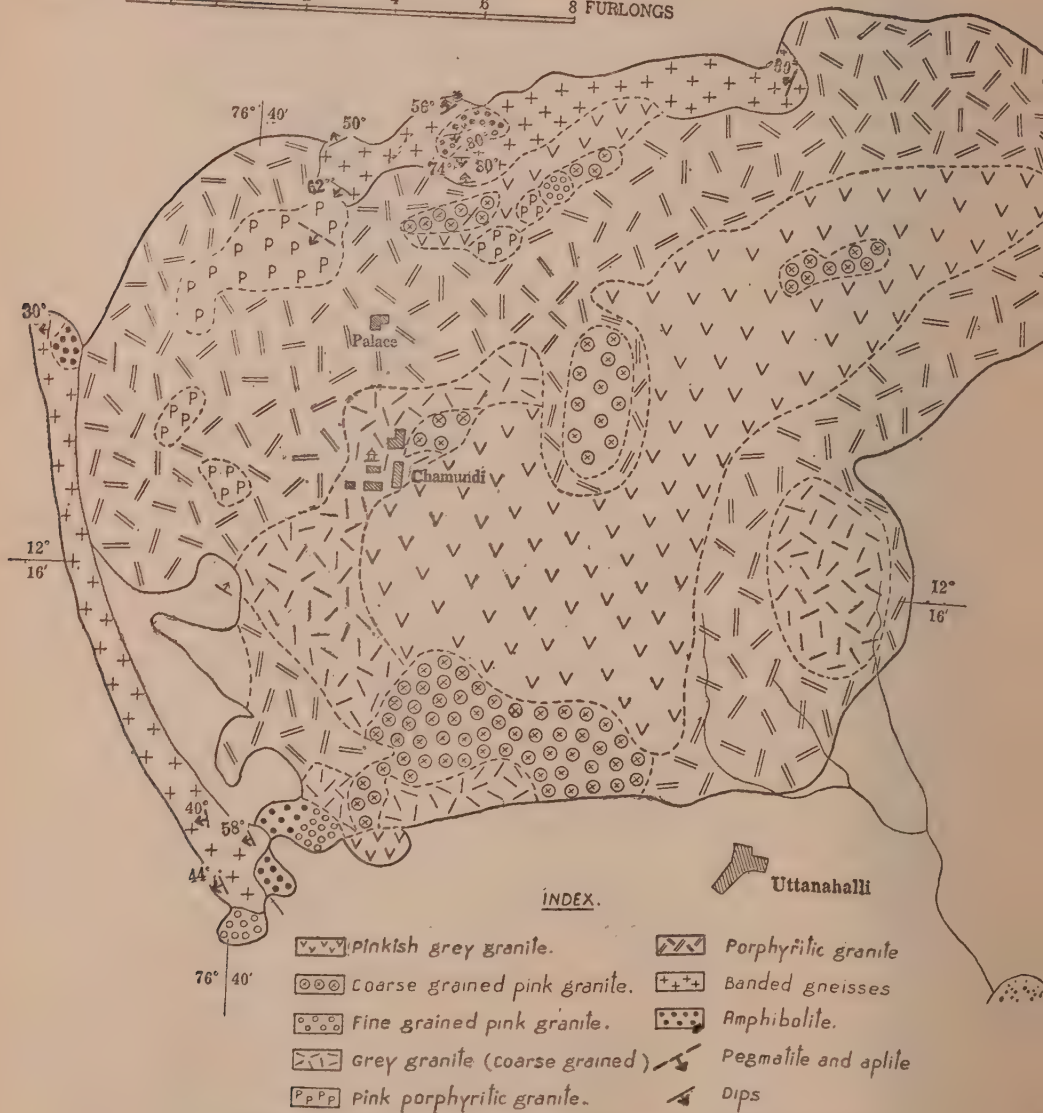 4 6 8 FURLONGS
80
56°
76° 40'
50°
80
74° 80°
62°
30°
Palace
Chamundi
12°
16'
12°
16'
40°
58°
44°
Uttanahalli
INDEX.
76° 40'
Pinkish grey granite.
Porphyritic granite
Coarse grained pink granite.
Banded gneisses
Fine grained pink granite.
Amphibolite.
Grey granite (coarse grained)
Pegmatite and aplite
Pink porphyritic granite.
Dips